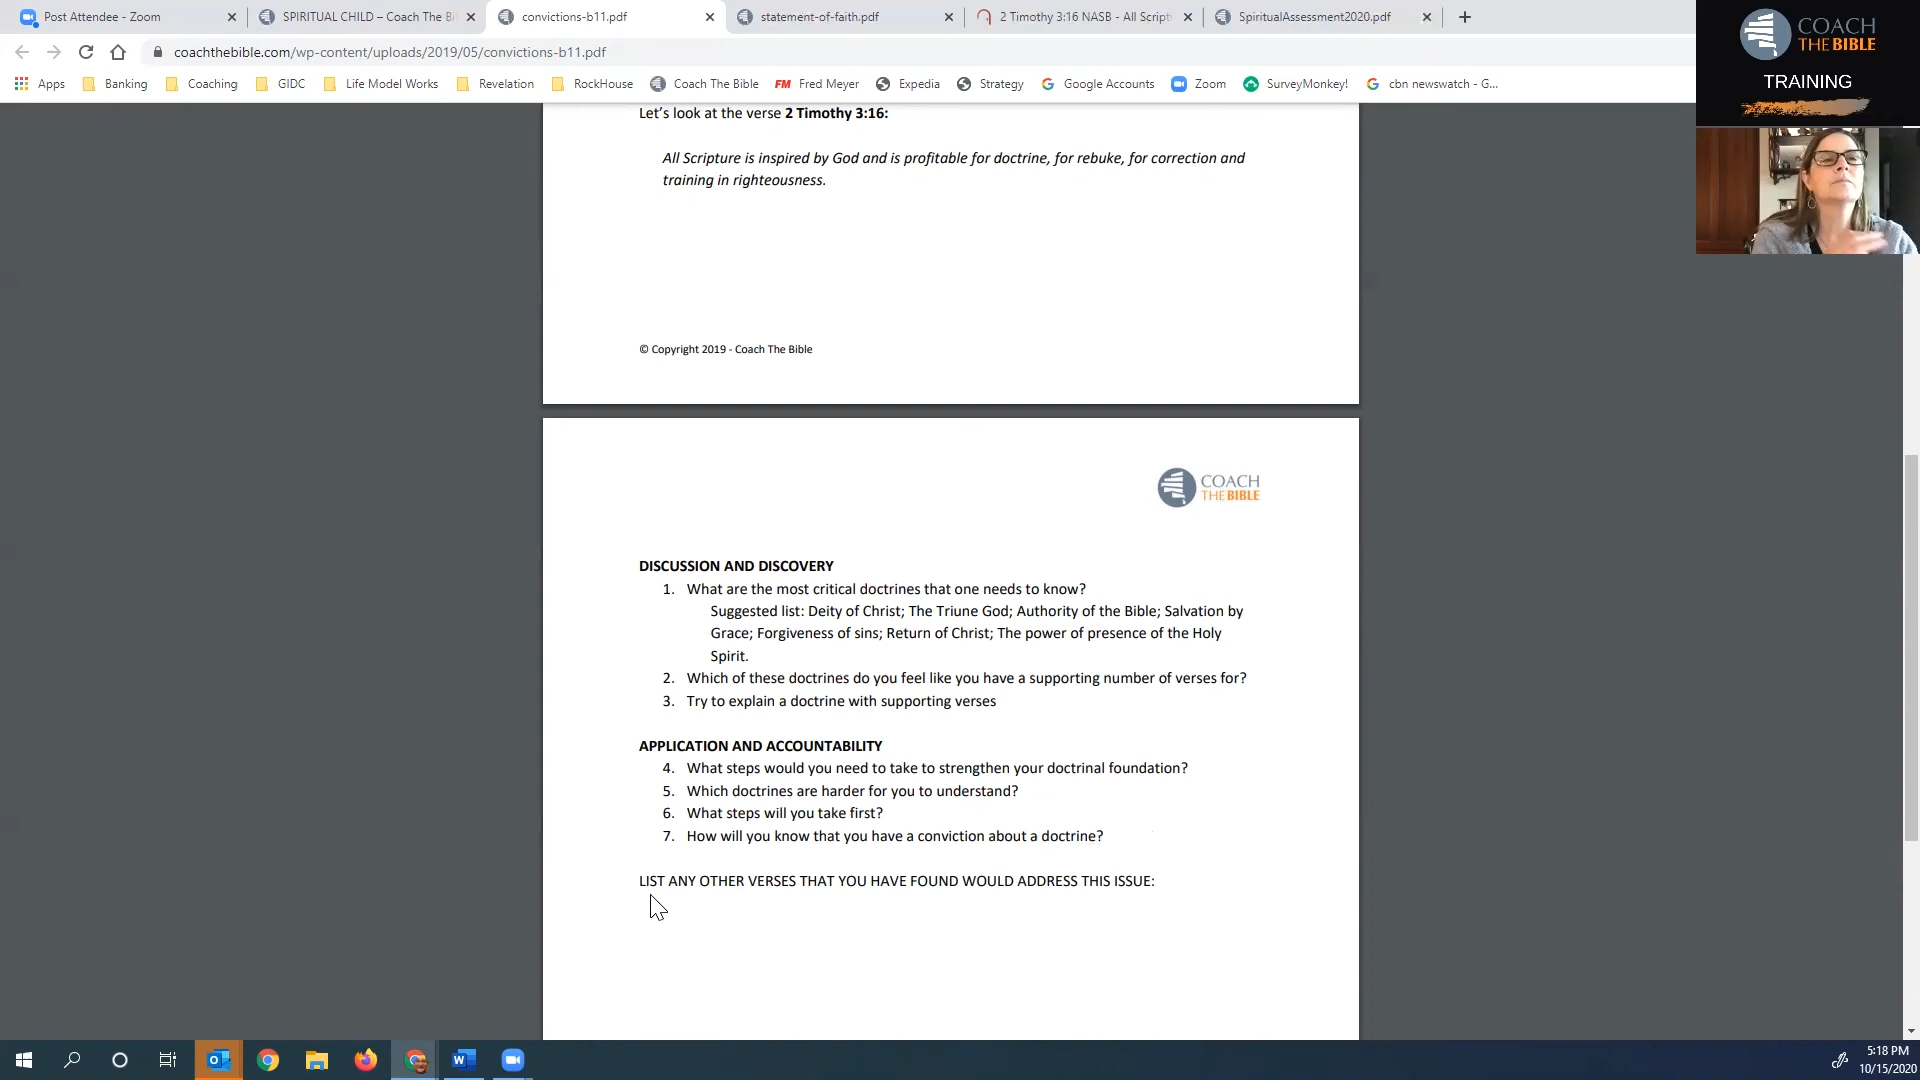 Post Attendee - Zoom
SPIRITUAL CHILD – Coach The Bi
convictions-b11.pdf
statement-of-faith.pdf
2 Timothy 3:16 NASB - All Script
SpiritualAssessment2020.pdf
coachthebible.com/wp-content/uploads/2019/05/convictions-b11.pdf
Apps
Banking
Coaching
GIDC
Life Model Works
Revelation
RockHouse
Coach The Bible
FM Fred Meyer
Expedia
Strategy
Google Accounts
Zoom
SurveyMonkey!
cbn newswatch - G...
COACH
THE BIBLE
TRAINING
Let's look at the verse 2 Timothy 3:16:
All Scripture is inspired by God and is profitable for doctrine, for rebuke, for correction and
training in righteousness.
© Copyright 2019 - Coach The Bible
COACH
THE BIBLE
DISCUSSION AND DISCOVERY
1. What are the most critical doctrines that one needs to know?
Suggested list: Deity of Christ; The Triune God; Authority of the Bible; Salvation by
Grace; Forgiveness of sins; Return of Christ; The power of presence of the Holy
Spirit.
2. Which of these doctrines do you feel like you have a supporting number of verses for?
3. Try to explain a doctrine with supporting verses
APPLICATION AND ACCOUNTABILITY
4. What steps would you need to take to strengthen your doctrinal foundation?
5. Which doctrines are harder for you to understand?
6. What steps will you take first?
7. How will you know that you have a conviction about a doctrine?
LIST ANY OTHER VERSES THAT YOU HAVE FOUND WOULD ADDRESS THIS ISSUE:
5:18 PM
10/15/2020